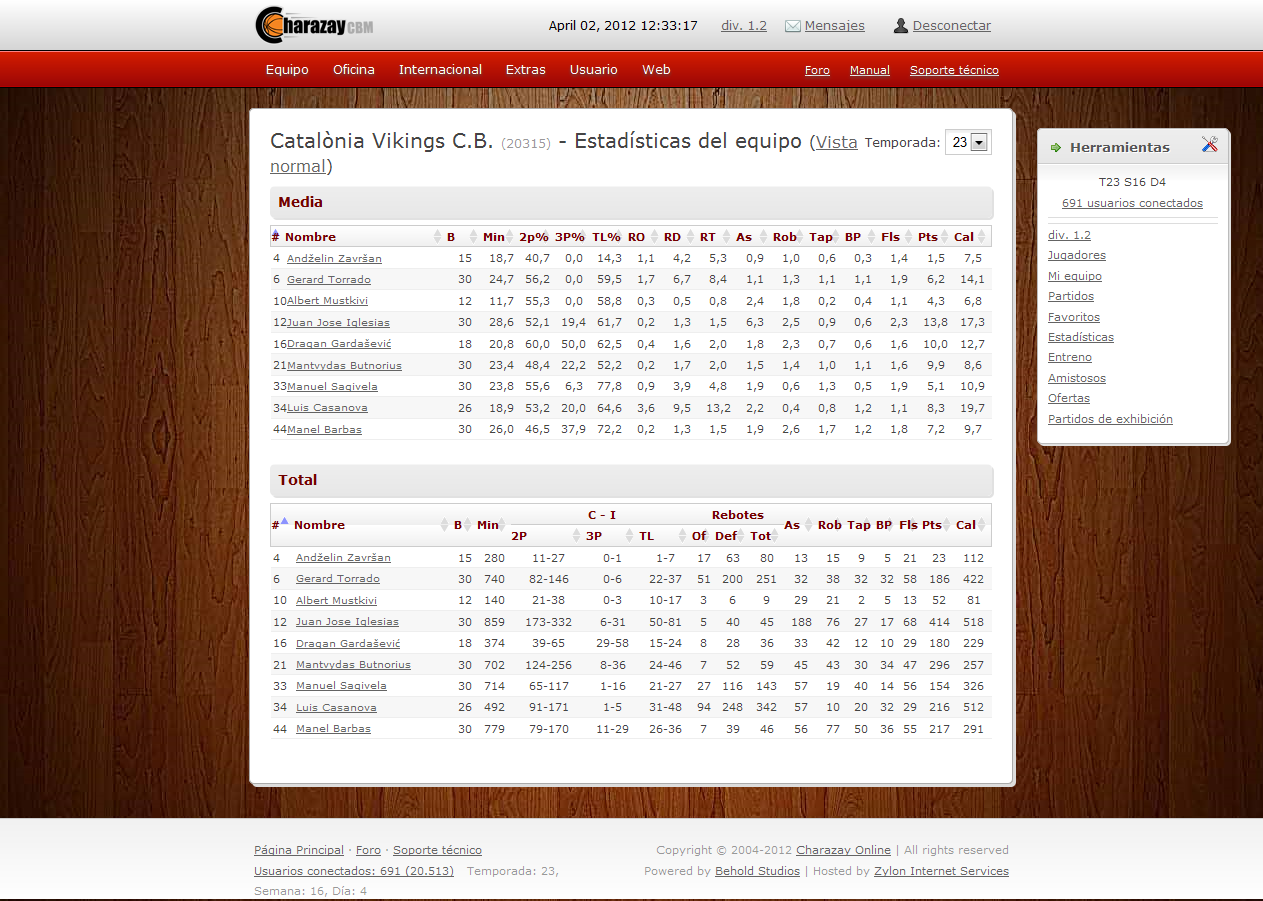 Charazay CBM April 02, 2012 12:33:17 div. 1.2 Mensajes Desconectar
Equipo Oficina Internacional Extras Usuario Web Foro Manual Soporte técnico
Catalònia Vikings C.B. (20315) - Estadísticas del equipo (Vista normal) Temporada: 23
Media
# Nombre B Min 2p% 3P% TL% RO RD RT As Rob Tap BP Fls Pts Cal
4 Andželin Završan 15 18,7 40,7 0,0 14,3 1,1 4,2 5,3 0,9 1,0 0,6 0,3 1,4 1,5 7,5
6 Gerard Torrado 30 24,7 56,2 0,0 59,5 1,7 6,7 8,4 1,1 1,3 1,1 1,1 1,9 6,2 14,1
10 Albert Mustkivi 12 11,7 55,3 0,0 58,8 0,3 0,5 0,8 2,4 1,8 0,2 0,4 1,1 4,3 6,8
12 Juan Jose Iglesias 30 28,6 52,1 19,4 61,7 0,2 1,3 1,5 6,3 2,5 0,9 0,6 2,3 13,8 17,3
16 Dragan Gardašević 18 20,8 60,0 50,0 62,5 0,4 1,6 2,0 1,8 2,3 0,7 0,6 1,6 10,0 12,7
21 Mantvydas Butnorius 30 23,4 48,4 22,2 52,2 0,2 1,7 2,0 1,5 1,4 1,0 1,1 1,6 9,9 8,6
33 Manuel Sagivela 30 23,8 55,6 6,3 77,8 0,9 3,9 4,8 1,9 0,6 1,3 0,5 1,9 5,1 10,9
34 Luis Casanova 26 18,9 53,2 20,0 64,6 3,6 9,5 13,2 2,2 0,4 0,8 1,2 1,1 8,3 19,7
44 Manel Barbas 30 26,0 46,5 37,9 72,2 0,2 1,3 1,5 1,9 2,6 1,7 1,2 1,8 7,2 9,7
Total
C - I Rebotes
# Nombre B Min 2P 3P TL Of Def Tot As Rob Tap BP Fls Pts Cal
4 Andželin Završan 15 280 11-27 0-1 1-7 17 63 80 13 15 9 5 21 23 112
6 Gerard Torrado 30 740 82-146 0-6 22-37 51 200 251 32 38 32 32 58 186 422
10 Albert Mustkivi 12 140 21-38 0-3 10-17 3 6 9 29 21 2 5 13 52 81
12 Juan Jose Iglesias 30 859 173-332 6-31 50-81 5 40 45 188 76 27 17 68 414 518
16 Dragan Gardašević 18 374 39-65 29-58 15-24 8 28 36 33 42 12 10 29 180 229
21 Mantvydas Butnorius 30 702 124-256 8-36 24-46 7 52 59 45 43 30 34 47 296 257
33 Manuel Sagivela 30 714 65-117 1-16 21-27 27 116 143 57 19 40 14 56 154 326
34 Luis Casanova 26 492 91-171 1-5 31-48 94 248 342 57 10 20 32 29 216 512
44 Manel Barbas 30 779 79-170 11-29 26-36 7 39 46 56 77 50 36 55 217 291
Herramientas
T23 S16 D4
691 usuarios conectados
div. 1.2
Jugadores
Mi equipo
Partidos
Favoritos
Estadísticas
Entreno
Amistosos
Ofertas
Partidos de exhibición
Página Principal · Foro · Soporte técnico
Usuarios conectados: 691 (20.513) Temporada: 23,
Semana: 16, Día: 4
Copyright © 2004-2012 Charazay Online | All rights reserved
Powered by Behold Studios | Hosted by Zylon Internet Services